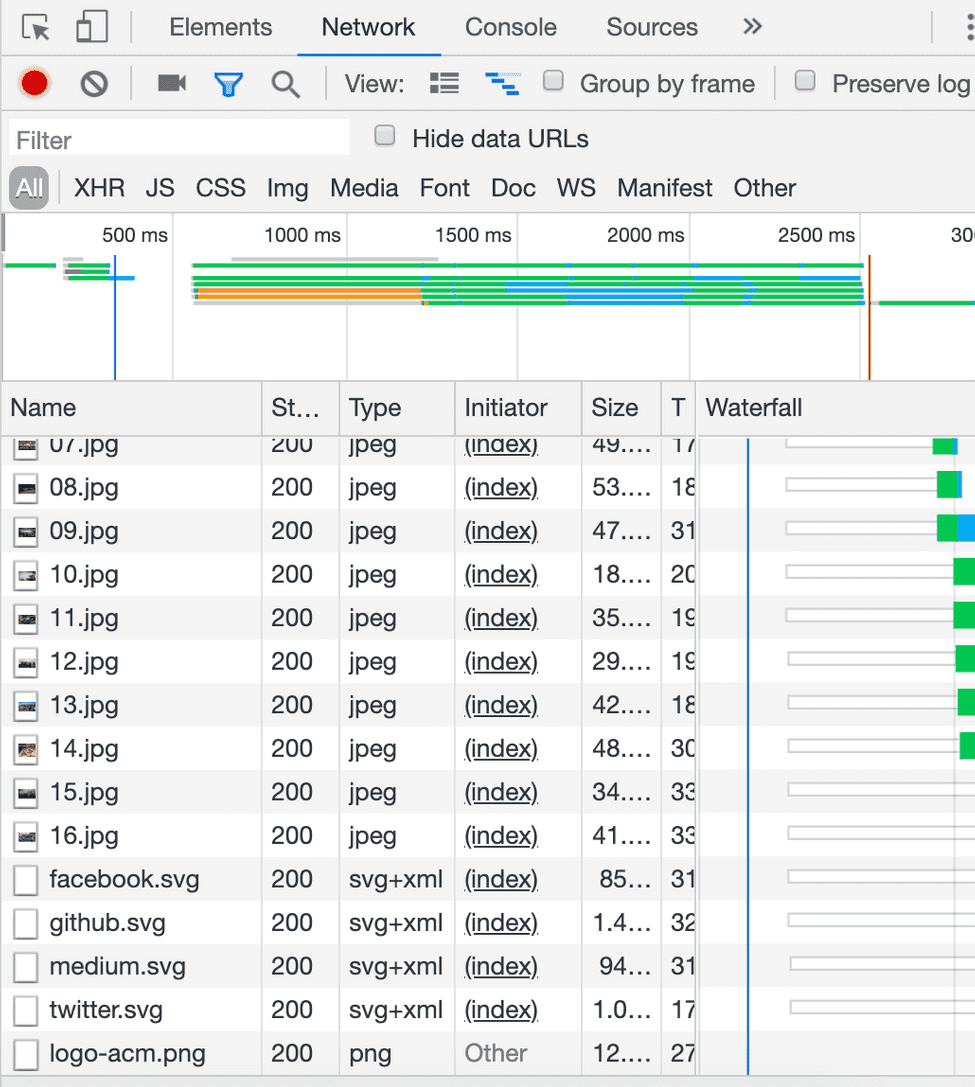 Elements Network Console Sources »
View: Group by frame Preserve log
Filter Hide data URLs
All XHR JS CSS Img Media Font Doc WS Manifest Other
500 ms 1000 ms 1500 ms 2000 ms 2500 ms 30
Name St... Type Initiator Size T Waterfall
07.jpg 200 jpeg (index) 49.... 17
08.jpg 200 jpeg (index) 53.... 18
09.jpg 200 jpeg (index) 47.... 31
10.jpg 200 jpeg (index) 18.... 20
11.jpg 200 jpeg (index) 35.... 19
12.jpg 200 jpeg (index) 29.... 19
13.jpg 200 jpeg (index) 42.... 18
14.jpg 200 jpeg (index) 48.... 30
15.jpg 200 jpeg (index) 34.... 33
16.jpg 200 jpeg (index) 41.... 33
facebook.svg 200 svg+xml (index) 85... 31
github.svg 200 svg+xml (index) 1.4... 32
medium.svg 200 svg+xml (index) 94... 31
twitter.svg 200 svg+xml (index) 1.0... 17
logo-acm.png 200 png Other 12.... 27